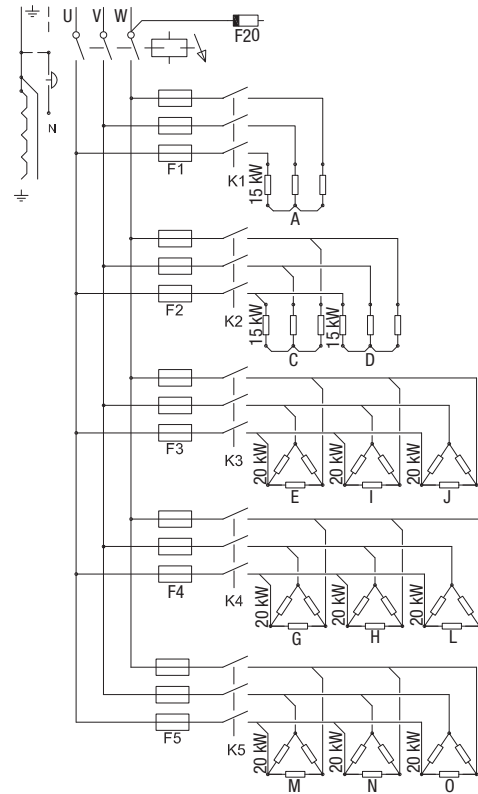 U V W
F20
N
F1 K1 15 kW
A
F2 K2 15 kW 15 kW
C D
F3 K3 20 kW 20 kW 20 kW
E I J
F4 K4 20 kW 20 kW 20 kW
G H L
F5 K5 20 kW 20 kW 20 kW
M N O